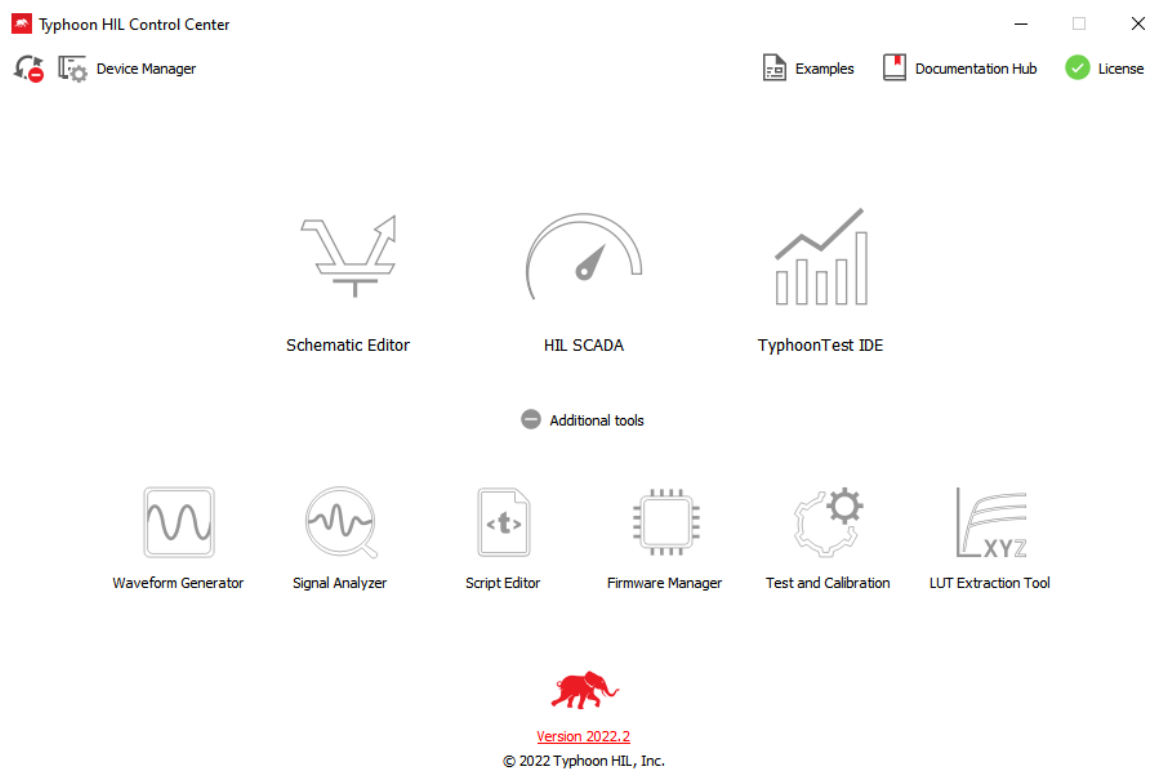 Typhoon HIL Control Center
Device Manager
Examples
Documentation Hub
License
Schematic Editor
HIL SCADA
TyphoonTest IDE
Additional tools
<t>
XYZ
Waveform Generator
Signal Analyzer
Script Editor
Firmware Manager
Test and Calibration
LUT Extraction Tool
Version 2022.2
© 2022 Typhoon HIL, Inc.